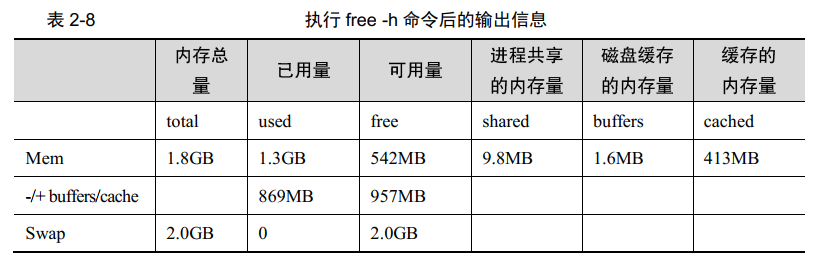 表 2-8 执行 free -h 命令后的输出信息
内存总量 已用量 可用量 进程共享的内存量 磁盘缓存的内存量 缓存的内存量
total used free shared buffers cached
Mem 1.8GB 1.3GB 542MB 9.8MB 1.6MB 413MB
-/+ buffers/cache 869MB 957MB
Swap 2.0GB 0 2.0GB